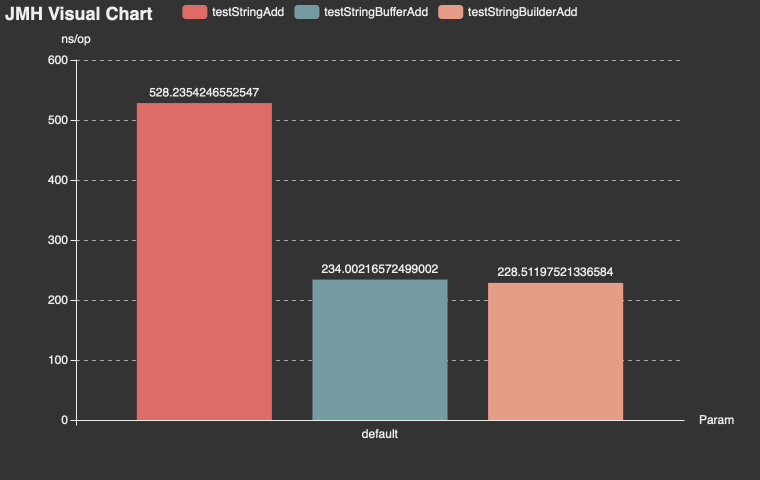 JMH Visual Chart
testStringAdd
testStringBufferAdd
testStringBuilderAdd
ns/op
600
500
400
300
200
100
0
528.2354246552547
234.00216572499002
228.51197521336584
default
Param